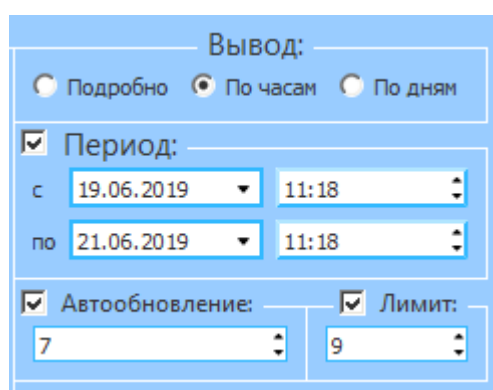 Вывод:
Подробно По часам По дням
Период:
с 19.06.2019 11:18
по 21.06.2019 11:18
Автообновление: Лимит:
7 9